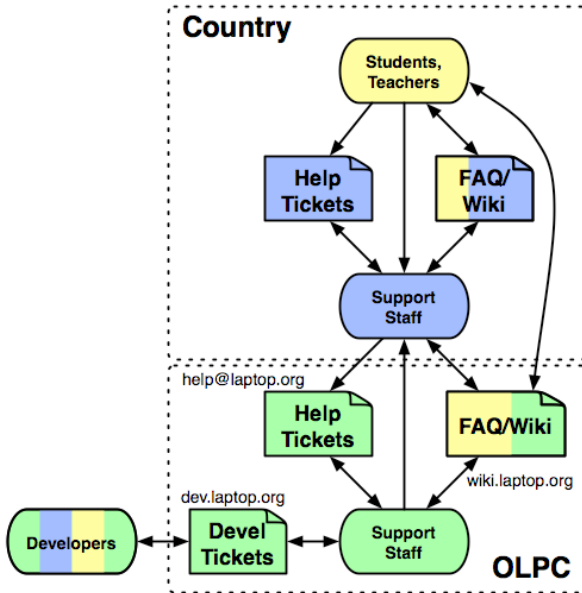 Country
Students,
Teachers
Help
Tickets
FAQ/
Wiki
Support
Staff
help@laptop.org
Help
Tickets
FAQ/Wiki
wiki.laptop.org
dev.laptop.org
Developers
Devel
Tickets
Support
Staff
OLPC